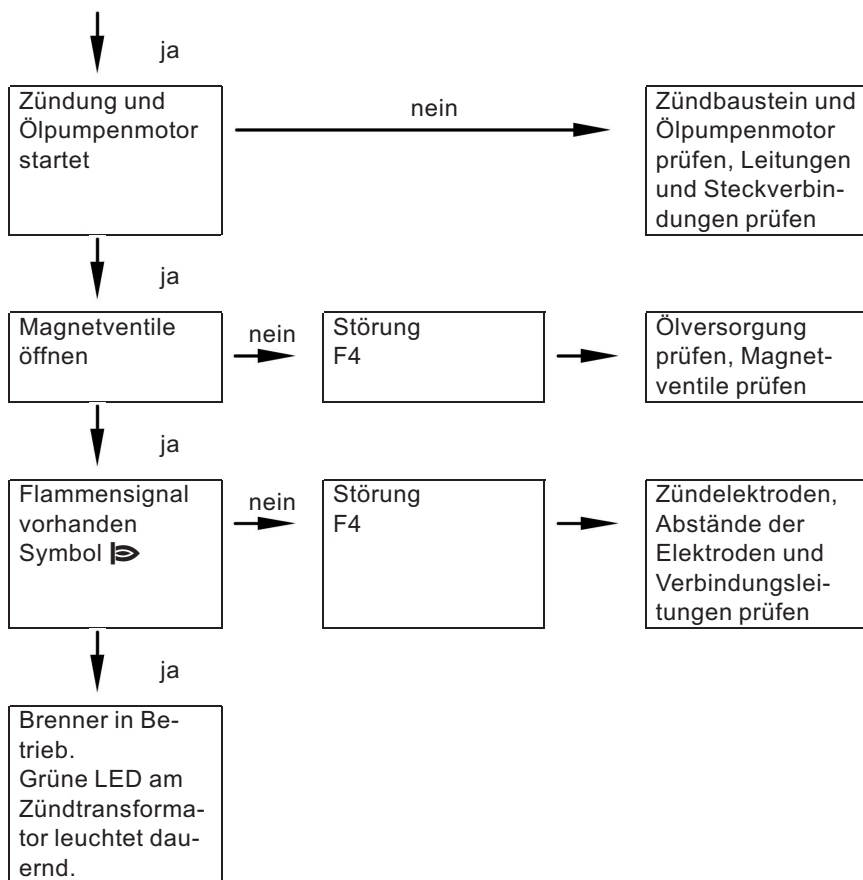 ja
Zündung und
Ölpumpenmotor
startet
nein
Zündbaustein und
Ölpumpenmotor
prüfen, Leitungen
und Steckverbin-
dungen prüfen
ja
Magnetventile
öffnen
nein
Störung
F4
Ölversorgung
prüfen, Magnet-
ventile prüfen
ja
Flammensignal
vorhanden
Symbol
nein
Störung
F4
Zündelektroden,
Abstände der
Elektroden und
Verbindungslei-
tungen prüfen
ja
Brenner in Be-
trieb.
Grüne LED am
Zündtransforma-
tor leuchtet dau-
ernd.